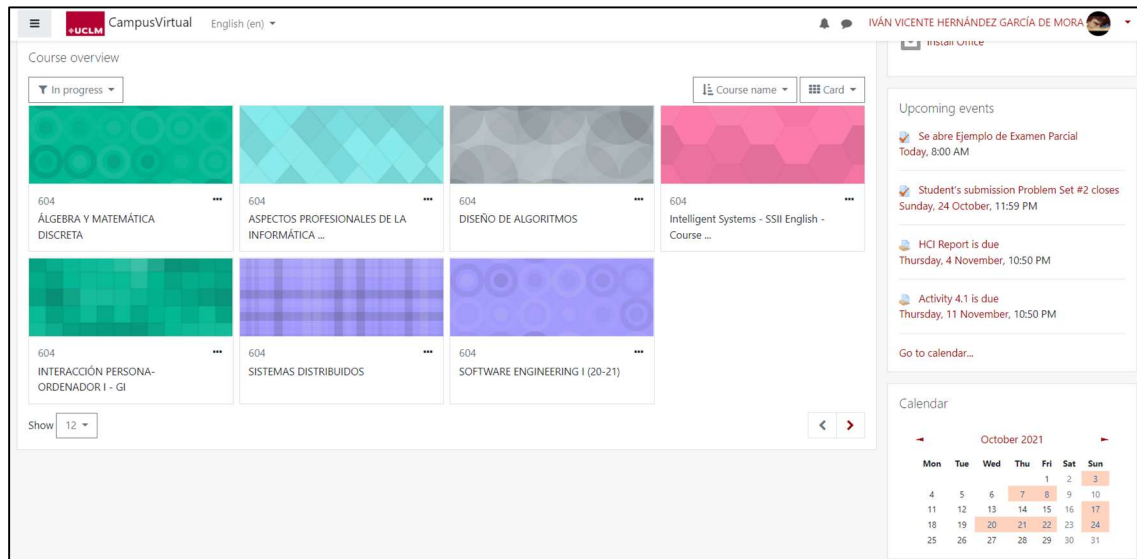 +UCLM CampusVirtual English (en) IVÁN VICENTE HERNÁNDEZ GARCÍA DE MORA
Course overview
In progress Course name Card
604
ÁLGEBRA Y MATEMÁTICA
DISCRETA
604
ASPECTOS PROFESIONALES DE LA
INFORMÁTICA ...
604
DISEÑO DE ALGORITMOS
604
Intelligent Systems - SSII English -
Course ...
604
INTERACCIÓN PERSONA-
ORDENADOR I - GI
604
SISTEMAS DISTRIBUIDOS
604
SOFTWARE ENGINEERING I (20-21)
Show 12
Install Office
Upcoming events
Se abre Ejemplo de Examen Parcial
Today, 8:00 AM
Student's submission Problem Set #2 closes
Sunday, 24 October, 11:59 PM
HCI Report is due
Thursday, 4 November, 10:50 PM
Activity 4.1 is due
Thursday, 11 November, 10:50 PM
Go to calendar...
Calendar
October 2021
Mon Tue Wed Thu Fri Sat Sun
1 2 3
4 5 6 7 8 9 10
11 12 13 14 15 16 17
18 19 20 21 22 23 24
25 26 27 28 29 30 31